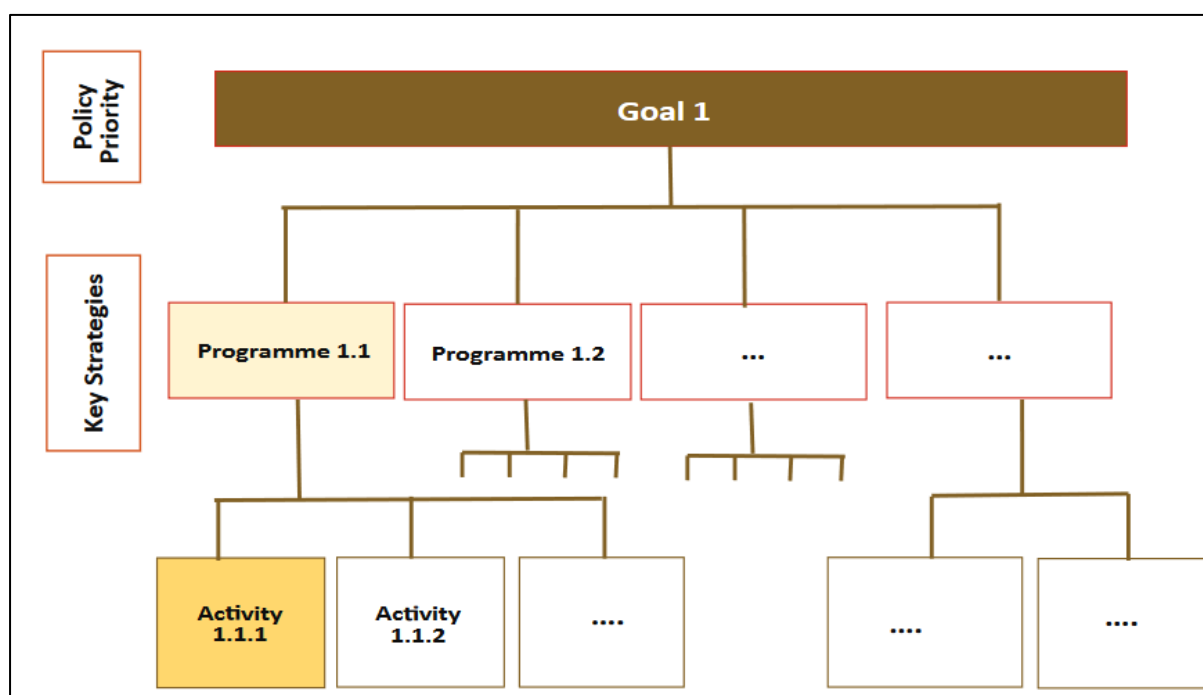 Policy
Priority
Goal 1
Key Strategies
Programme 1.1
Programme 1.2
...
...
Activity
1.1.1
Activity
1.1.2
....
....
....